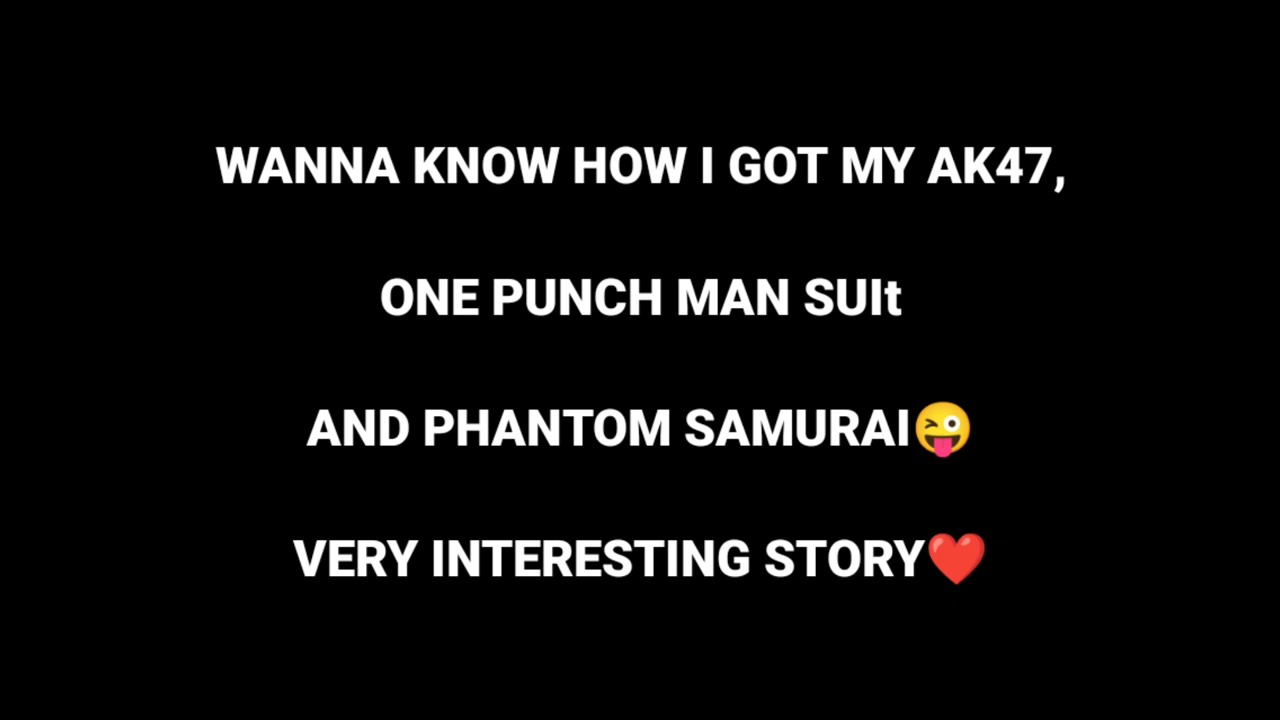 WANNA KNOW HOW I GOT MY AK47,
ONE PUNCH MAN SUIt
AND PHANTOM SAMURAI😜
VERY INTERESTING STORY❤️